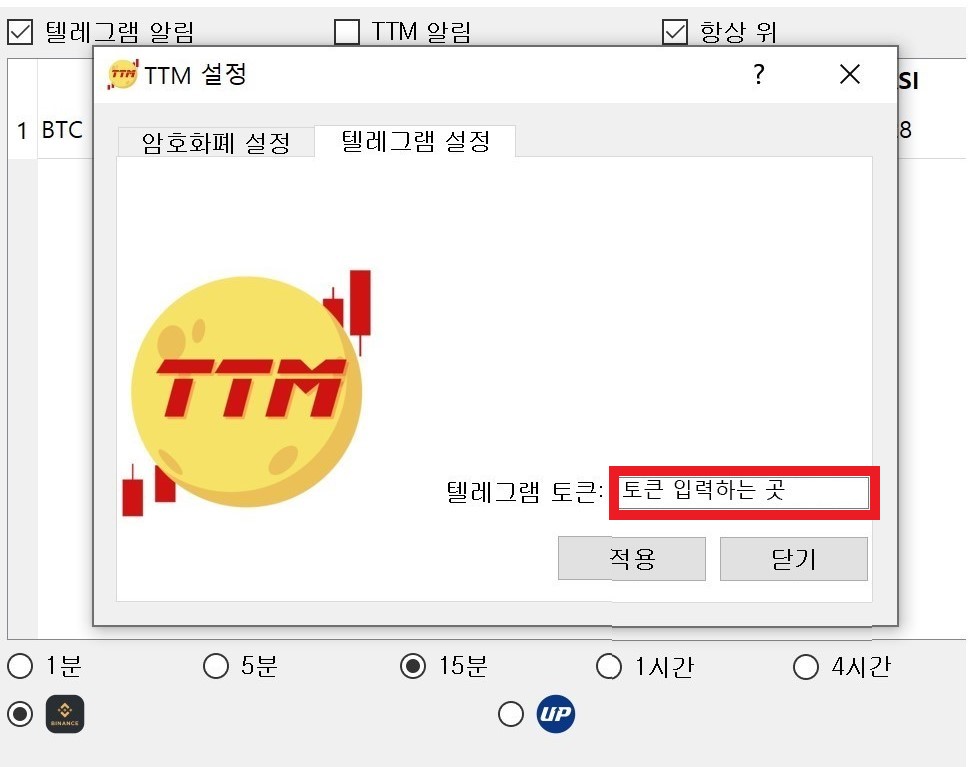 텔레그램 알림 TTM 알림 항상 위
TTM TTM 설정 ?
SI
1 BTC 8
암호화폐 설정 텔레그램 설정
TTM
텔레그램 토큰: 토큰 입력하는 곳
적용 닫기
1분 5분 15분 1시간 4시간
BINANCE UP